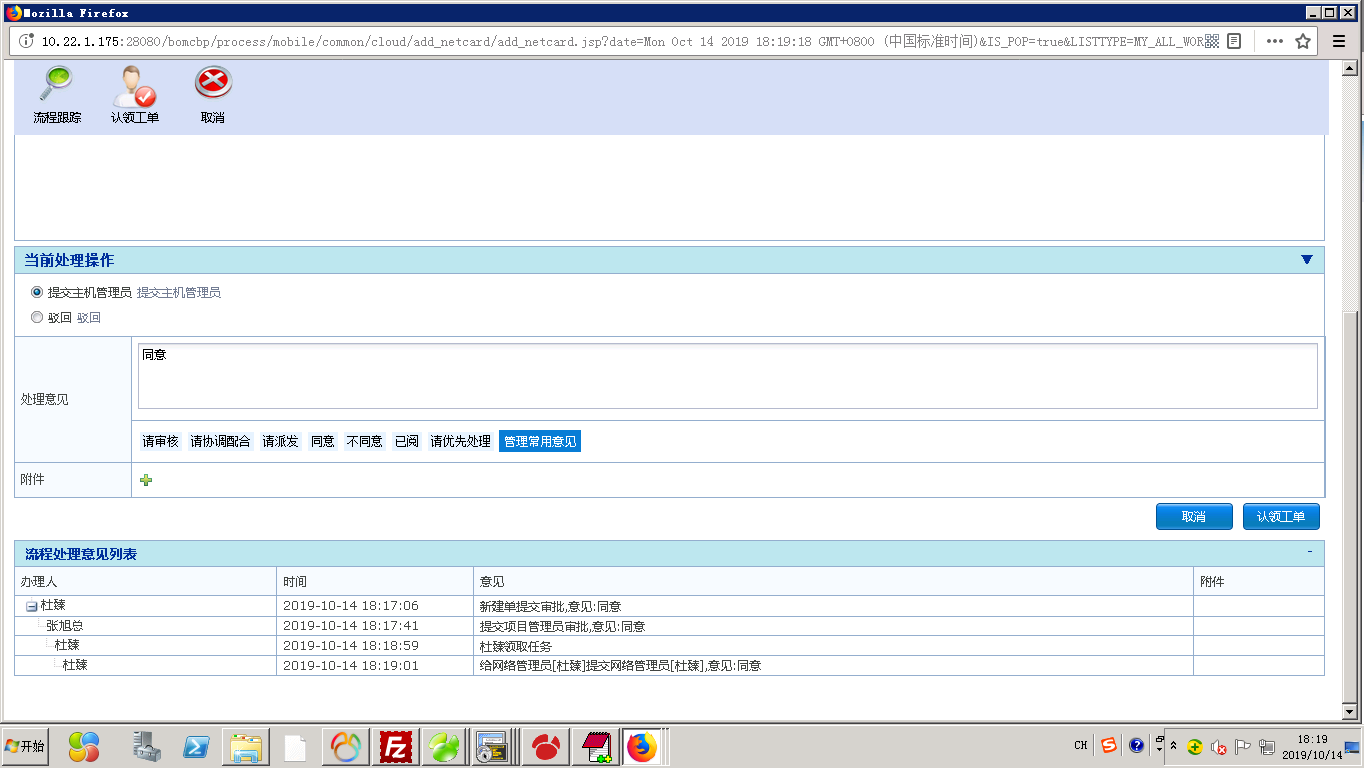 Mozilla Firefox
10.22.1.175:28080/bomcbp/process/mobile/common/cloud/add_netcard/add_netcard.jsp?date=Mon Oct 14 2019 18:19:18 GMT+0800 (中国标准时间)&IS_POP=true&LISTTYPE=MY_ALL_WOR
流程跟踪 认领工单 取消
当前处理操作
提交主机管理员 提交主机管理员
驳回 驳回
同意
处理意见
请审核 请协调配合 请派发 同意 不同意 已阅 请优先处理 管理常用意见
附件
取消 认领工单
流程处理意见列表 -
办理人 时间 意见 附件
杜臻 2019-10-14 18:17:06 新建单提交审批,意见:同意
张旭总 2019-10-14 18:17:41 提交项目管理员审批,意见:同意
杜臻 2019-10-14 18:18:59 杜臻领取任务
杜臻 2019-10-14 18:19:01 给网络管理员[杜臻]提交网络管理员[杜臻],意见:同意
开始 CH 18:19
2019/10/14